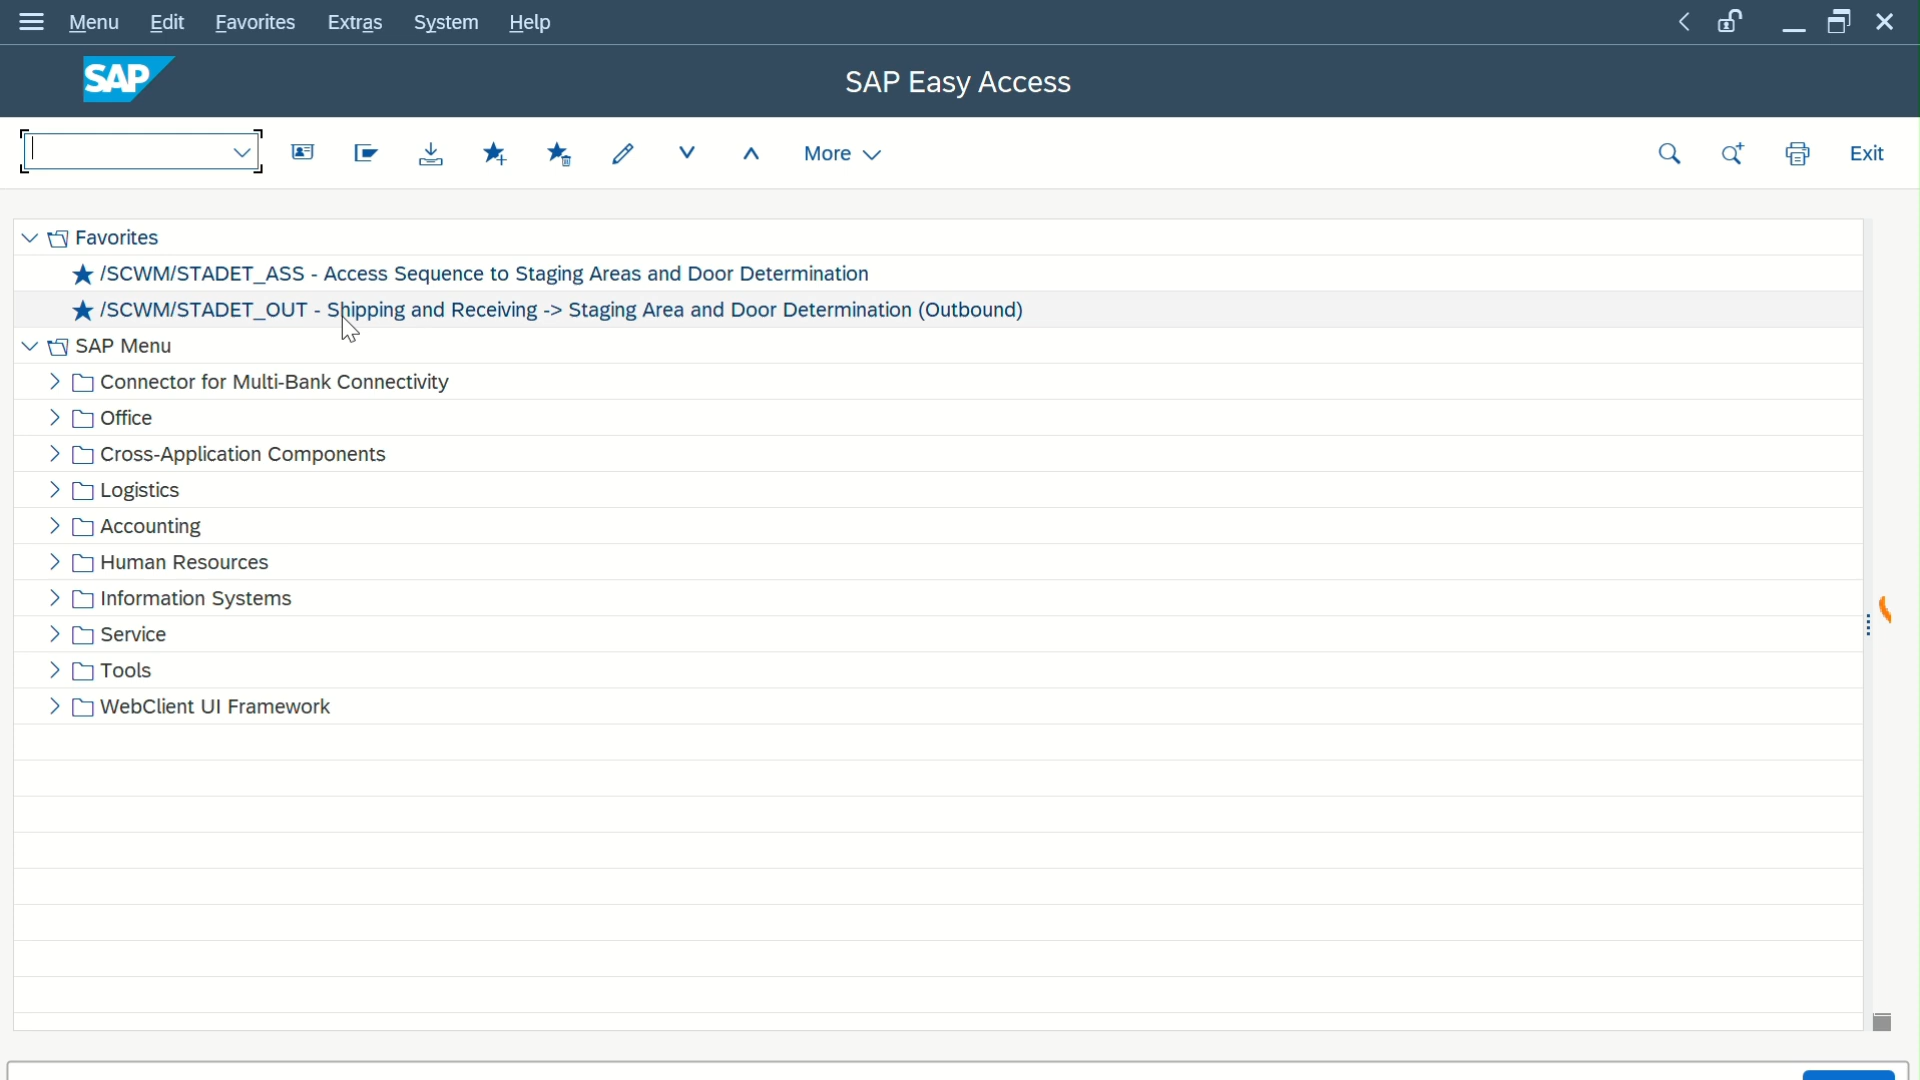 Menu Edit Favorites Extras System Help
SAP SAP Easy Access
More Exit
Favorites
/SCWM/STADET_ASS - Access Sequence to Staging Areas and Door Determination
/SCWM/STADET_OUT - Shipping and Receiving -> Staging Area and Door Determination (Outbound)
SAP Menu
Connector for Multi-Bank Connectivity
Office
Cross-Application Components
Logistics
Accounting
Human Resources
Information Systems
Service
Tools
WebClient UI Framework